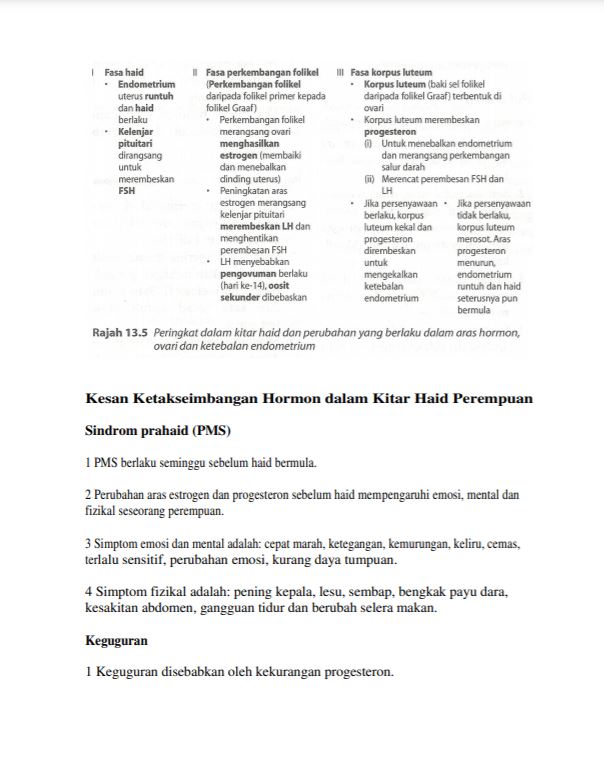 I Fasa haid
• Endometrium
uterus runtuh
dan haid
berlaku
• Kelenjar
pituitari
dirangsang
untuk
merembeskan
FSH
II Fasa perkembangan folikel
(Perkembangan folikel
daripada folikel primer kepada
folikel Graaf)
• Perkembangan folikel
merangsang ovari
menghasilkan
estrogen (membaiki
dan menebalkan
dinding uterus)
• Peningkatan aras
estrogen merangsang
kelenjar pituitari
merembeskan LH dan
menghentikan
perembesan FSH
• LH menyebabkan
pengovuman berlaku
(hari ke-14), oosit
sekunder dibebaskan
III Fasa korpus luteum
• Korpus luteum (baki sel folikel
daripada folikel Graaf) terbentuk di
ovari
• Korpus luteum merembeskan
progesteron
(i) Untuk menebalkan endometrium
dan merangsang perkembangan
salur darah
(ii) Merencat perembesan FSH dan
LH
• Jika persenyawaan
berlaku, korpus
luteum kekal dan
progesteron
dirembeskan
untuk
mengekalkan
ketebalan
endometrium
• Jika persenyawaan
tidak berlaku,
korpus luteum
merosot. Aras
progesteron
menurun,
endometrium
runtuh dan haid
seterusnya pun
bermula
Rajah 13.5 Peringkat dalam kitar haid dan perubahan yang berlaku dalam aras hormon,
ovari dan ketebalan endometrium
Kesan Ketakseimbangan Hormon dalam Kitar Haid Perempuan
Sindrom prahaid (PMS)
1 PMS berlaku seminggu sebelum haid bermula.
2 Perubahan aras estrogen dan progesteron sebelum haid mempengaruhi emosi, mental dan
fizikal seseorang perempuan.
3 Simptom emosi dan mental adalah: cepat marah, ketegangan, kemurungan, keliru, cemas,
terlalu sensitif, perubahan emosi, kurang daya tumpuan.
4 Simptom fizikal adalah: pening kepala, lesu, sembap, bengkak payu dara,
kesakitan abdomen, gangguan tidur dan berubah selera makan.
Keguguran
1 Keguguran disebabkan oleh kekurangan progesteron.